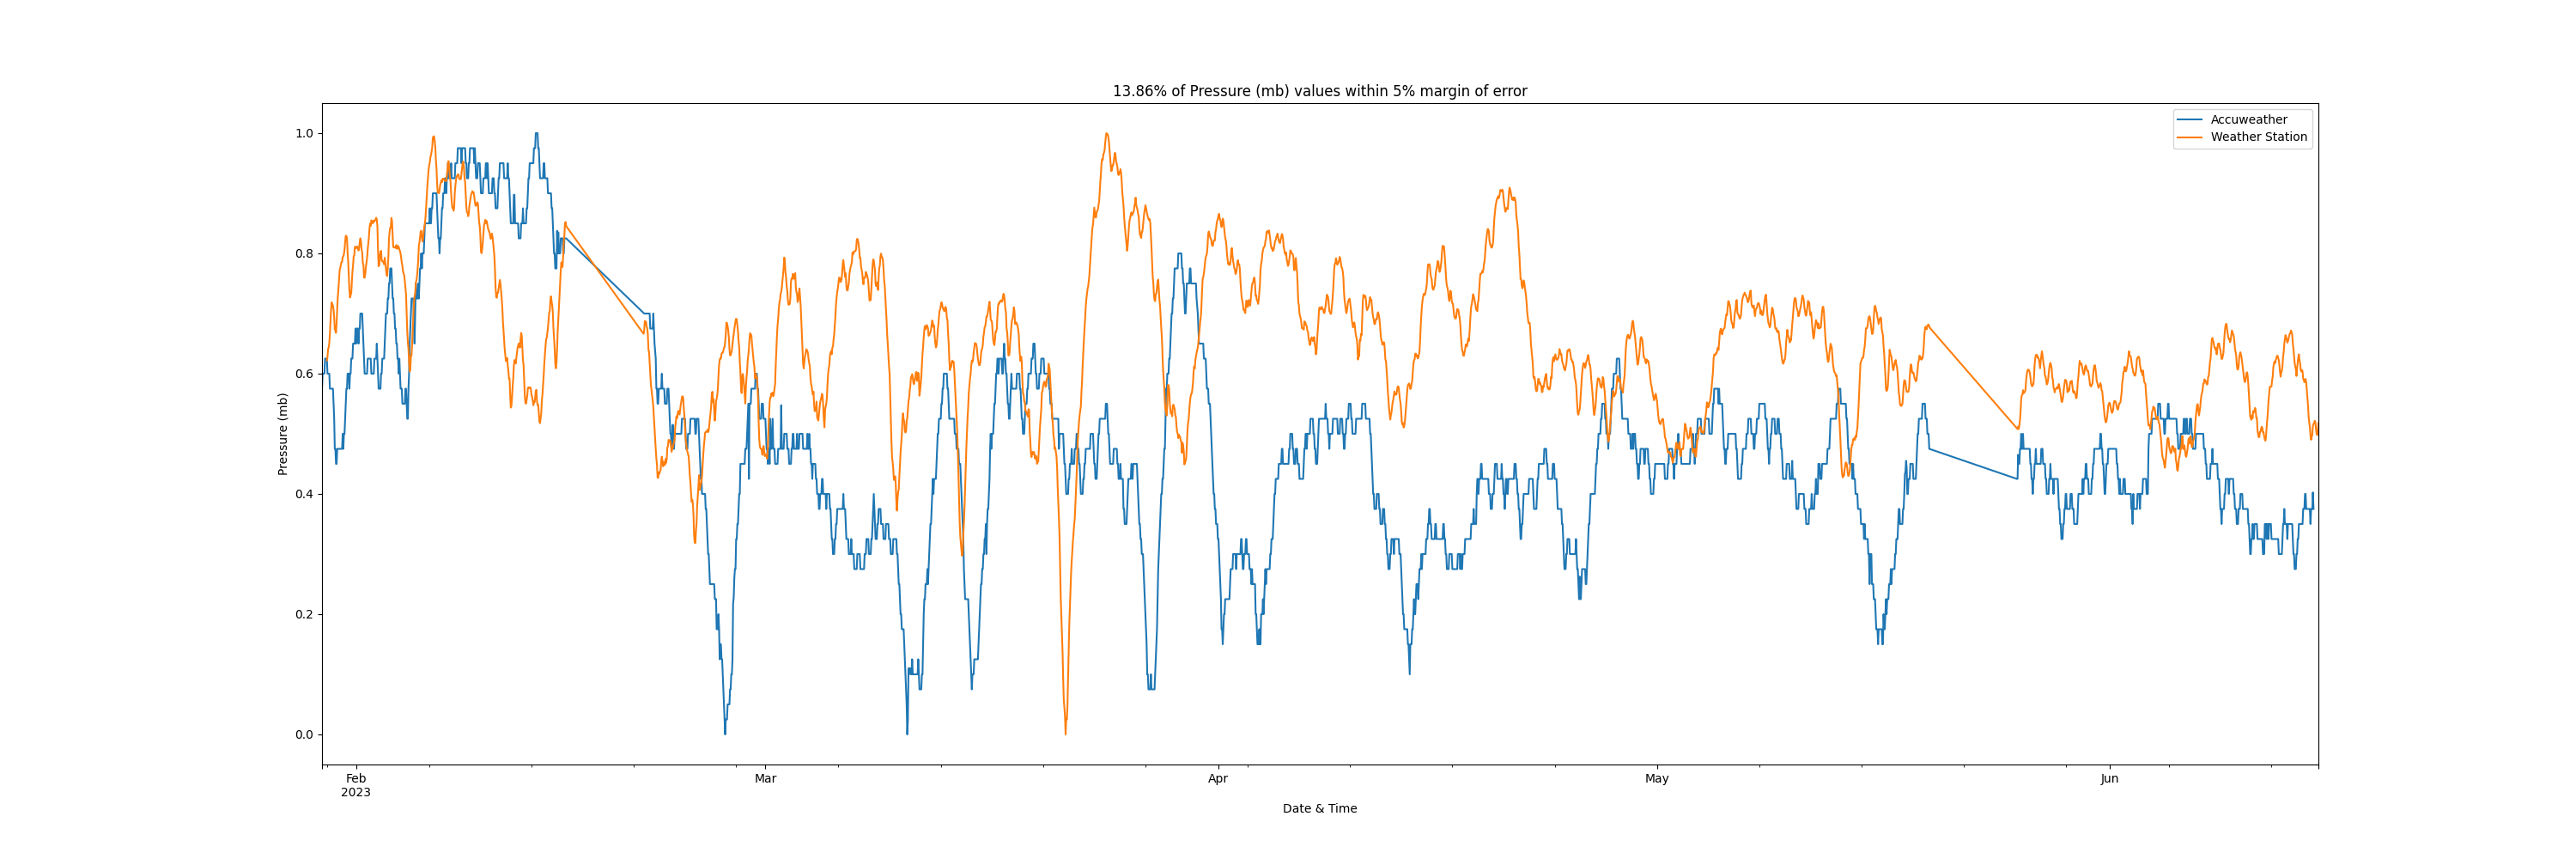 13.86% of Pressure (mb) values within 5% margin of error
Accuweather
Weather Station
Pressure (mb)
1.0
0.8
0.6
0.4
0.2
0.0
Feb
2023
Mar
Apr
May
Jun
Date & Time